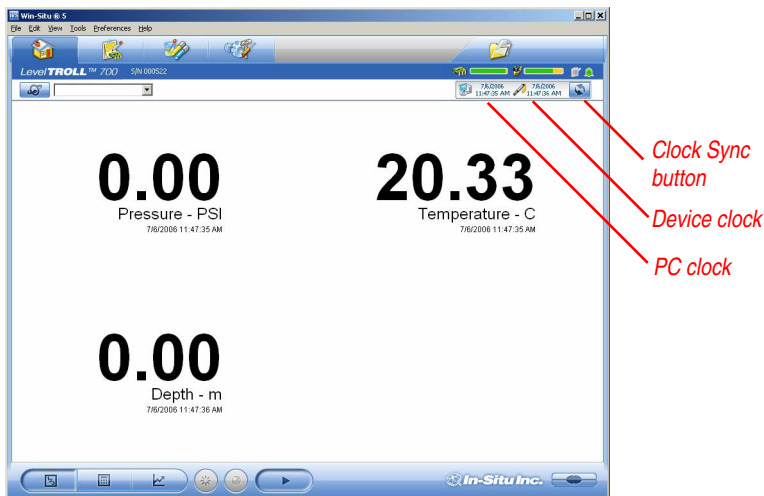 Win-Situ ® 5
File Edit View Tools Preferences Help
Level TROLL™ 700 S/N 000522
7/6/2006 7/6/2006
11:47:35 AM 11:47:36 AM
Clock Sync
button
Device clock
PC clock
0.00 20.33
Pressure - PSI Temperature - C
7/6/2006 11:47:35 AM 7/6/2006 11:47:35 AM
0.00
Depth - m
7/6/2006 11:47:36 AM
In-Situ Inc.